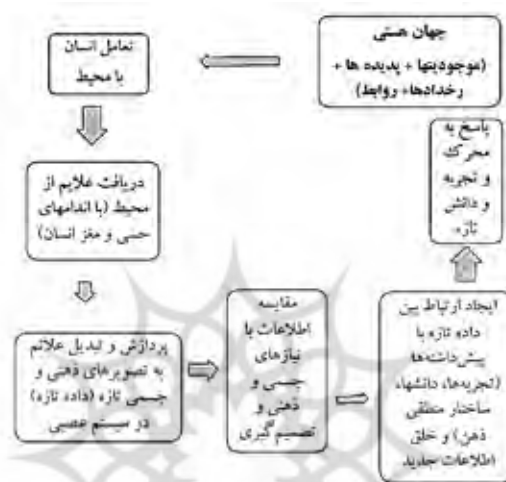 جهان هستی
(موجودیتها + پدیده ها +
رخدادها+ روابط)
تعامل انسان
با محیط
دریافت علایم از
محیط (با اندامهای
حسی و مغز انسان)
پردازش و تبدیل علائم
به تصویرهای ذهنی و
جسمی تازه (داده تازه)
در سیستم عصبی
مقایسه
اطلاعات با
نیازهای
جسمی و
ذهنی و
تصمیم‌گیری
ایجاد ارتباط بین
داده تازه با
پیش‌داشته‌ها
(تجربه‌ها، دانشها،
ساختار منطقی
ذهن) و خلق
اطلاعات جدید
پاسخ به
محرک
و تجربه
و دانش
تازه